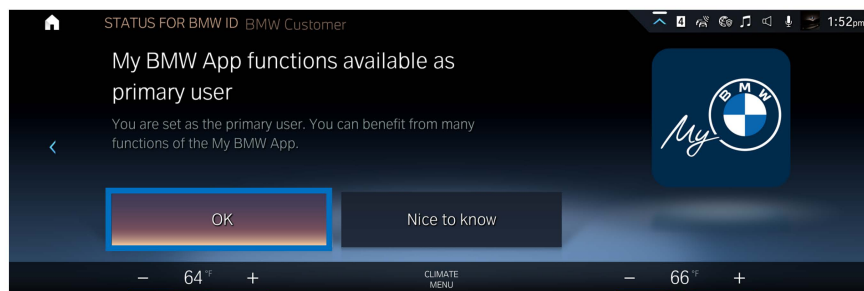 STATUS FOR BMW ID BMW Customer
4
1:52pm
My BMW App functions available as
primary user
You are set as the primary user. You can benefit from many
functions of the My BMW App.
My
BMW
OK
Nice to know
− 64°F +
CLIMATE
MENU
− 66°F +